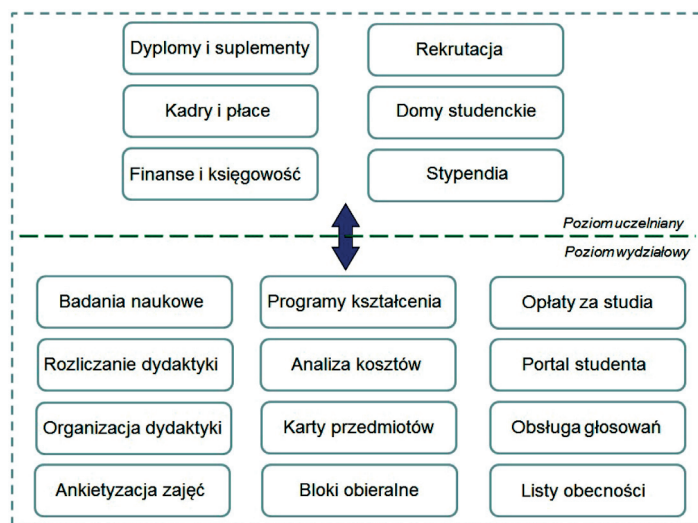 Dyplomy i suplementy
Rekrutacja
Kadry i płace
Domy studenckie
Finanse i księgowość
Stypendia
Poziom uczelniany
Poziom wydziałowy
Badania naukowe
Programy kształcenia
Opłaty za studia
Rozliczanie dydaktyki
Analiza kosztów
Portal studenta
Organizacja dydaktyki
Karty przedmiotów
Obsługa głosowań
Ankietyzacja zajęć
Bloki obieralne
Listy obecności